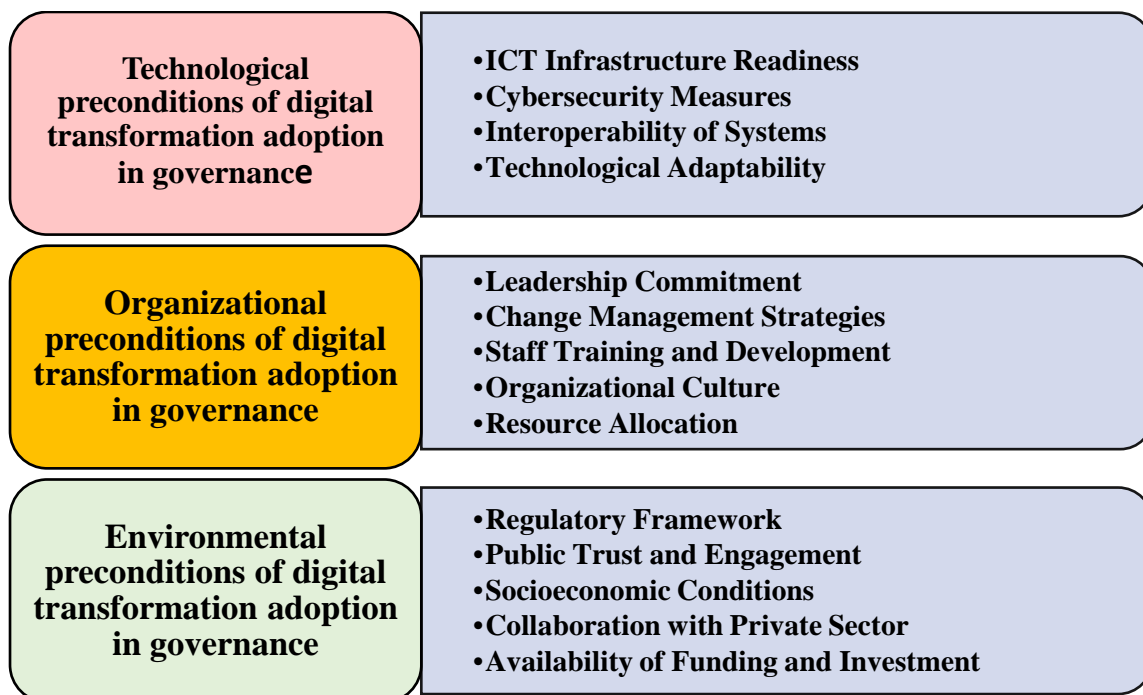 Technological
preconditions of digital
transformation adoption
in governance
•ICT Infrastructure Readiness
•Cybersecurity Measures
•Interoperability of Systems
•Technological Adaptability
Organizational
preconditions of digital
transformation adoption
in governance
•Leadership Commitment
•Change Management Strategies
•Staff Training and Development
•Organizational Culture
•Resource Allocation
Environmental
preconditions of digital
transformation adoption
in governance
•Regulatory Framework
•Public Trust and Engagement
•Socioeconomic Conditions
•Collaboration with Private Sector
•Availability of Funding and Investment